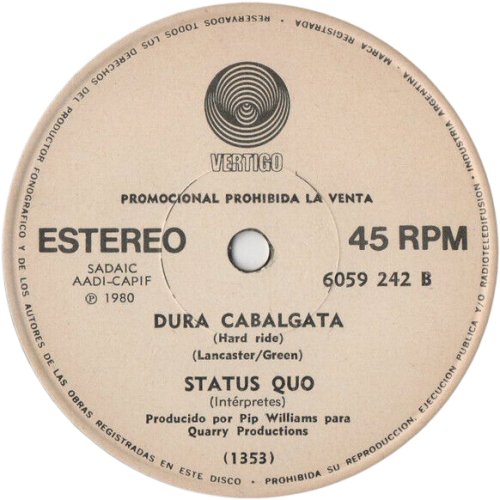 RESERVADOS TODOS LOS DERECHOS DEL PRODUCTOR FONOGRAFICO Y DE LOS AUTORES DE LAS OBRAS REGISTRADAS EN ESTE DISCO • PROHIBIDA SU REPRODUCCION, EJECUCION PUBLICA Y/O RADIOTELEDIFUSION • INDUSTRIA ARGENTINA - MARCA REGISTRADA
VERTIGO
PROMOCIONAL PROHIBIDA LA VENTA
ESTEREO 45 RPM
SADAIC
AADI-CAPIF
6059 242 B
℗ 1980
DURA CABALGATA
(Hard ride)
(Lancaster/Green)
STATUS QUO
(Intérpretes)
Producido por Pip Williams para
Quarry Productions
(1353)